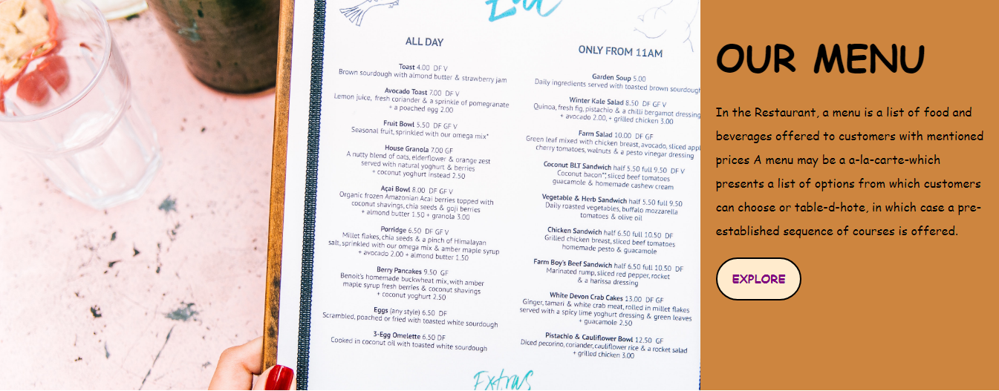 Eat
ALL DAY
Toast 4.00 DF V
Brown sourdough with almond butter & strawberry jam
Avocado Toast 7.00 DF V
Lemon juice, fresh coriander & a sprinkle of pomegranate
+ a poached egg 2.00
Fruit Bowl 5.50 DF GF V
Seasonal fruit, sprinkled with our omega mix*
House Granola 7.00 GF
A nutty blend of oats, elderflower & orange zest
served with natural yoghurt & berries
+ coconut yoghurt instead 2.50
Açai Bowl 8.00 DF GF V
Organic frozen Amazonian Acai berries topped with
coconut shavings, chia seeds & goji berries
+ almond butter 1.50 + granola 3.00
Porridge 6.50 DF GF V
Millet flakes, chia seeds & a pinch of Himalayan
salt, sprinkled with our omega mix & amber maple syrup
+ avocado 2.00 + almond butter 1.50
Berry Pancakes 9.50 GF
Benoit's homemade buckwheat mix, with amber
maple syrup fresh berries & coconut shavings
+ coconut yoghurt 2.50
Eggs (any style) 6.50 DF
Scrambled, poached or fried with toasted white sourdough
3-Egg Omelette 6.50 DF
Cooked in coconut oil with toasted white sourdough
ONLY FROM 11AM
Garden Soup 5.00
Daily ingredients served with toasted brown sourdough
Winter Kale Salad 8.50 DF GF V
Quinoa, fresh fig, pistachio & a chilli bergamot dressing
+ avocado 2.00, + grilled chicken 3.00
Farm Salad 10.00 DF GF
Green leaf mixed with chicken breast, avocado, sliced appl
cherry tomatoes, walnuts & a pesto vinegar dressing
Coconut BLT Sandwich half 5.50 full 9.50 DF V
Coconut bacon**, sliced beef tomatoes
guacamole & homemade cashew cream
Vegetable & Herb Sandwich half 5.50 full 9.50
Daily roasted vegetables, buffalo mozzarella
tomatoes & olive oil
Chicken Sandwich half 6.50 full 10.50 DF
Grilled chicken breast, sliced beef tomatoes
homemade pesto & guacamole
Farm Boy's Beef Sandwich half 6.50 full 10.50 DF
Marinated rump, sliced red pepper, rocket
& a harissa dressing
White Devon Crab Cakes 13.00 DF GF
Ginger, tamari & white crab meat, rolled in millet flakes
served with a spicy lime yoghurt dressing & green leaves
+ guacamole 2.50
Pistachio & Cauliflower Bowl 12.50 GF
Diced pecorino, coriander, cauliflower rice & a rocket salad
+ grilled chicken 3.00
Extras
OUR MENU
In the Restaurant, a menu is a list of food and
beverages offered to customers with mentioned
prices A menu may be a a-la-carte-which
presents a list of options from which customers
can choose or table-d-hote, in which case a pre-
established sequence of courses is offered.
EXPLORE